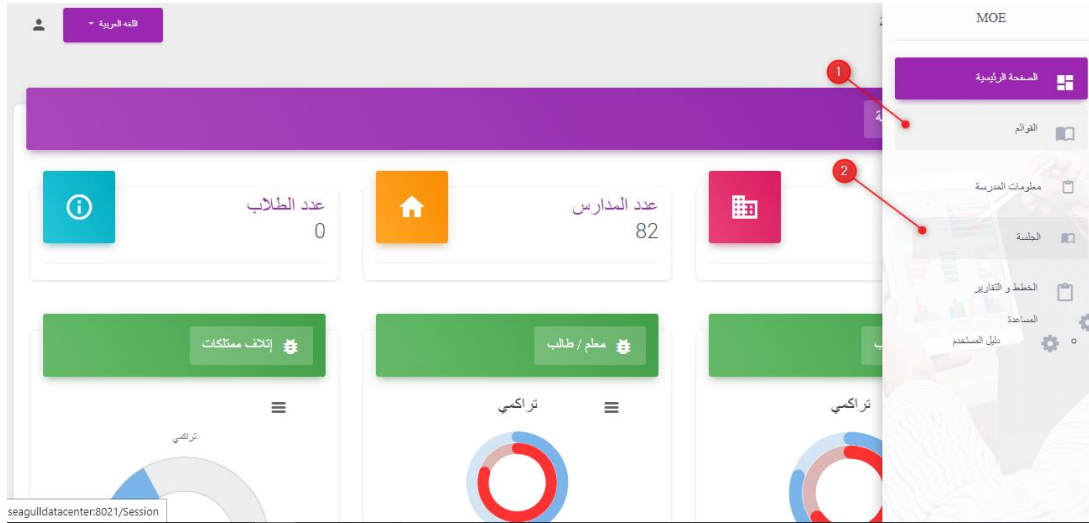 MOE
اللغه العربية
الصفحة الرئيسية
1
القوائم
2
معلومات المدرسة
الجلسة
الخطط و التقارير
المساعدة
دليل المستخدم
عدد المدارس
82
عدد الطلاب
0
معلم / طالب
إتلاف ممتلكات
تراكمي
تراكمي
تراكمي
seagulldatacenter:8021/Session